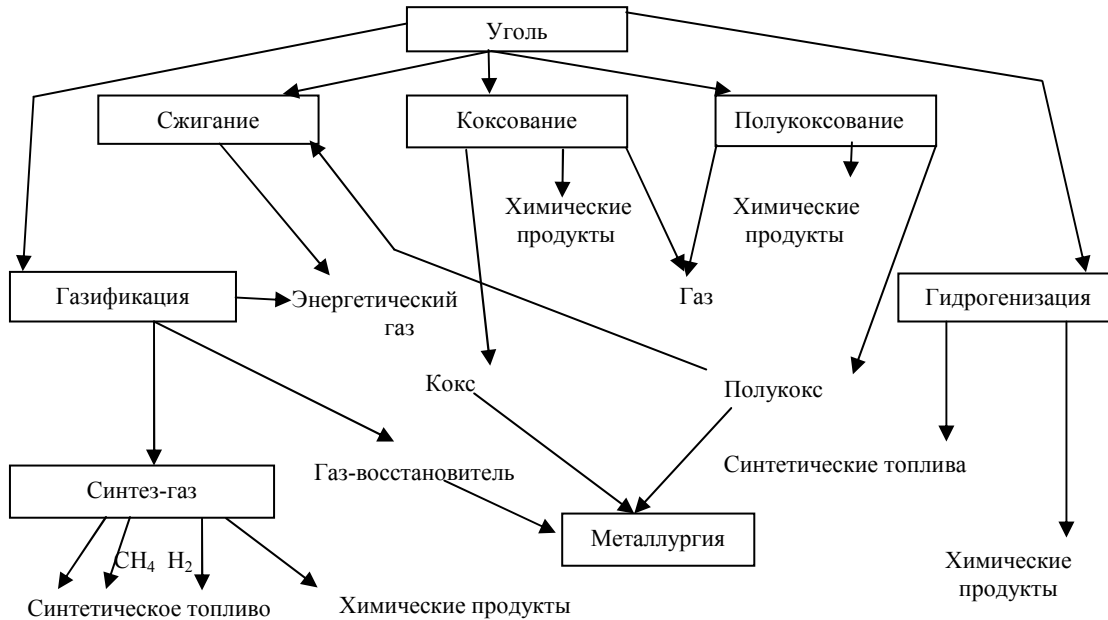 Уголь
Сжигание
Коксование
Полукоксование
Химические
продукты
Химические
продукты
Газификация
Энергетический
газ
Газ
Гидрогенизация
Кокс
Полукокс
Газ-восстановитель
Синтетические топлива
Синтез-газ
Металлургия
CH₄ H₂
Химические
продукты
Синтетическое топливо
Химические продукты